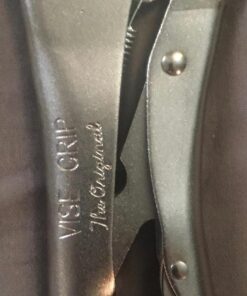 VISE GRIP
The Original